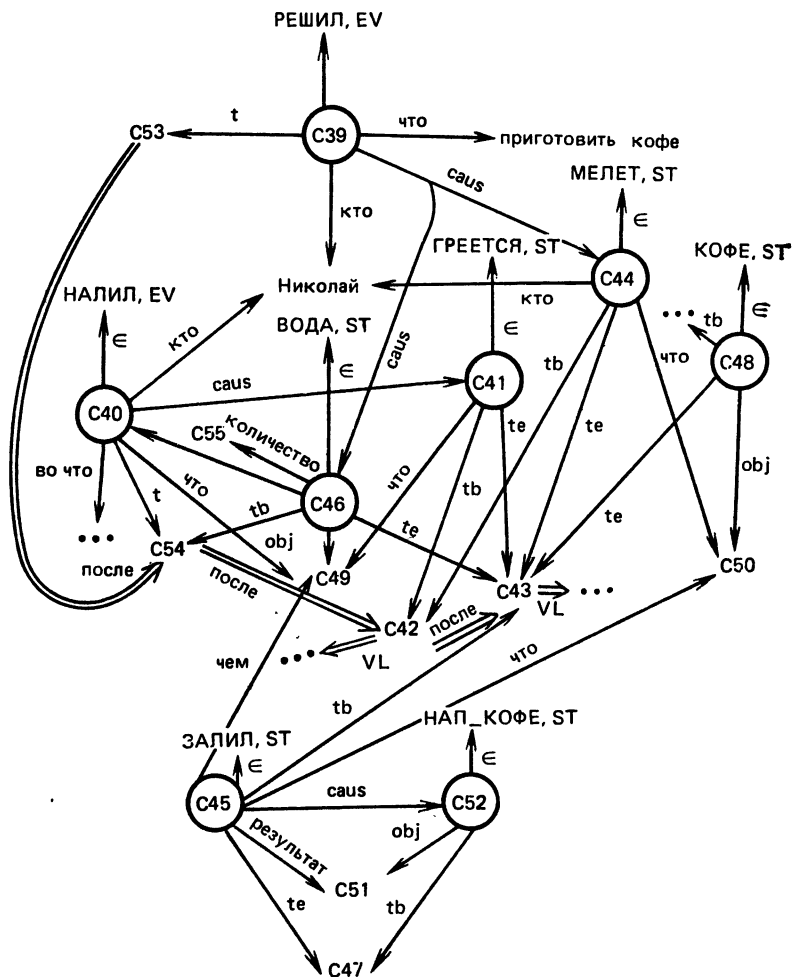 РЕШИЛ, EV
t
C53
C39
что
приготовить кофе
caus
МЕЛЕТ, ST
∈
кто
ГРЕЕТСЯ, ST
КОФЕ, ST
C44
Николай
кто
НАЛИЛ, EV
∈
ВОДА, ST
∈
∈
...
tb
∈
кто
caus
∈
tb
что
C48
caus
C41
C40
C55
количество
te
te
obj
во что
что
что
C46
tb
t
tb
te
te
...
C54
obj
C50
после
после
C49
C43
...
VL
C42
после
...
VL
что
чем
tb
НАП_КОФЕ, ST
ЗАЛИЛ, ST
∈
∈
C45
caus
C52
результат
obj
C51
te
tb
C47